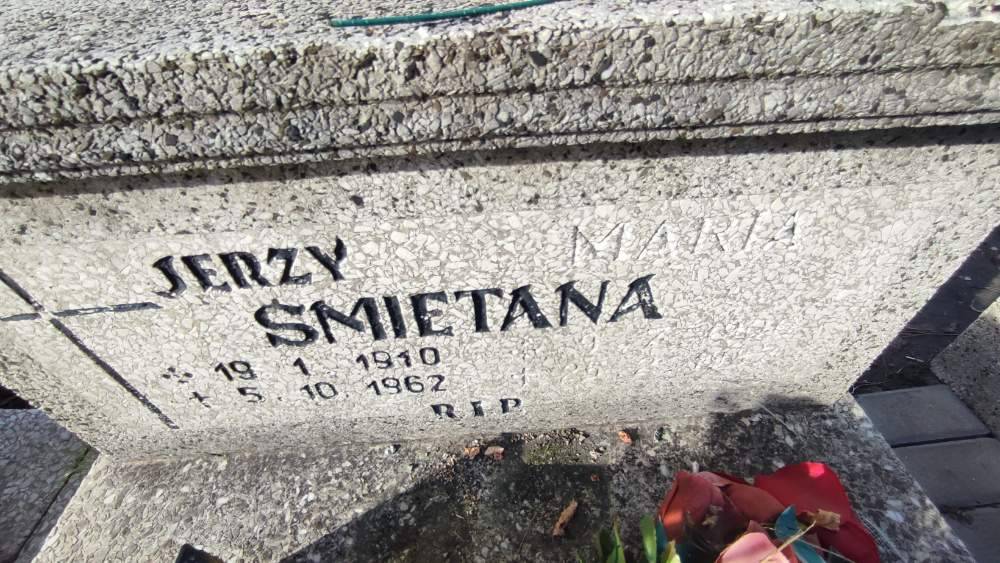 JERZY MARIA
ŚMIETANA
* 19 . 1 . 1910
+ 5 . 10 . 1962
R I P